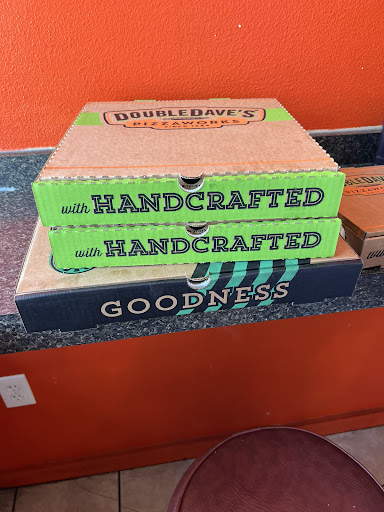 DOUBLEDAVE'S
PIZZAWORKS
with HANDCRAFTED
with HANDCRAFTED
GOODNESS